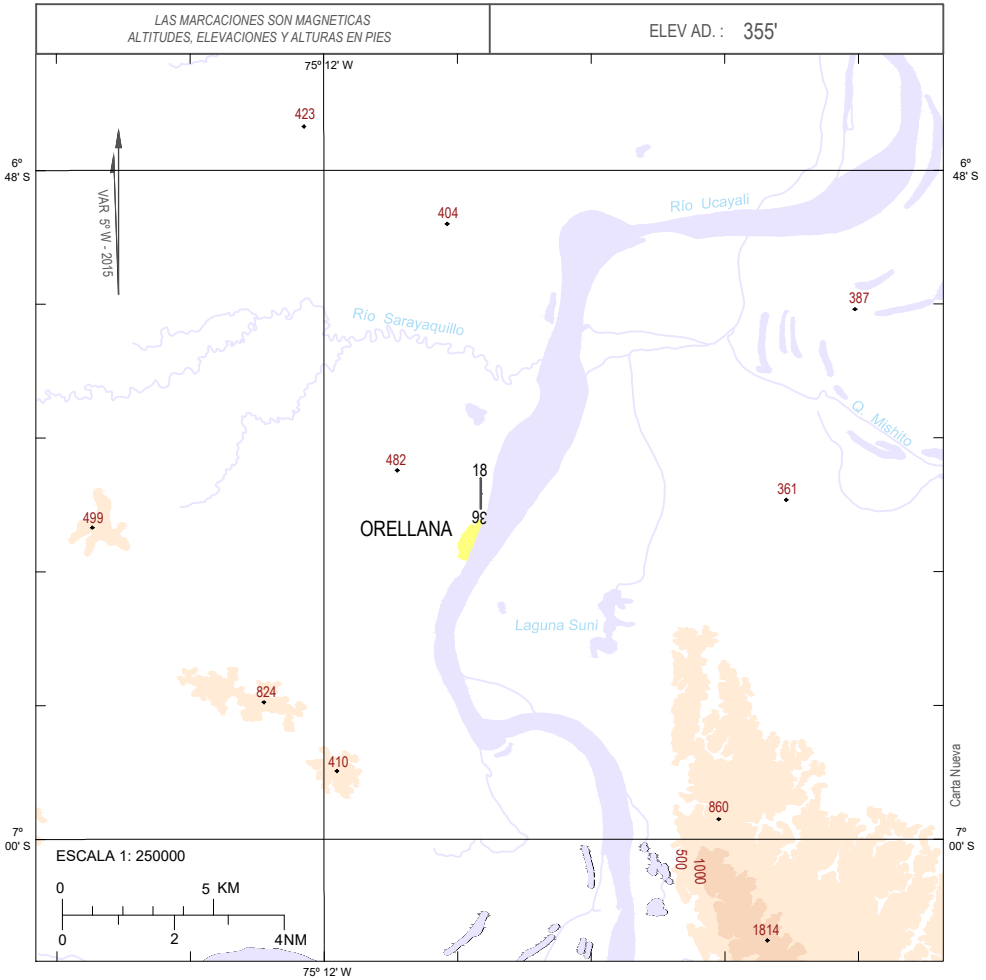 LAS MARCACIONES SON MAGNETICAS
ALTITUDES, ELEVACIONES Y ALTURAS EN PIES
ELEV AD. : 355'
75º 12' W
423
6º
48' S
6º
48' S
VAR 5º W - 2015
404
Río Ucayali
387
Río Sarayaquillo
Q. Mishito
482
18
361
499
36
ORELLANA
Laguna Suni
824
410
Carta Nueva
860
7º
00' S
7º
00' S
ESCALA 1: 250000
500
1000
0 5 KM
0 2 4NM
1814
75º 12' W